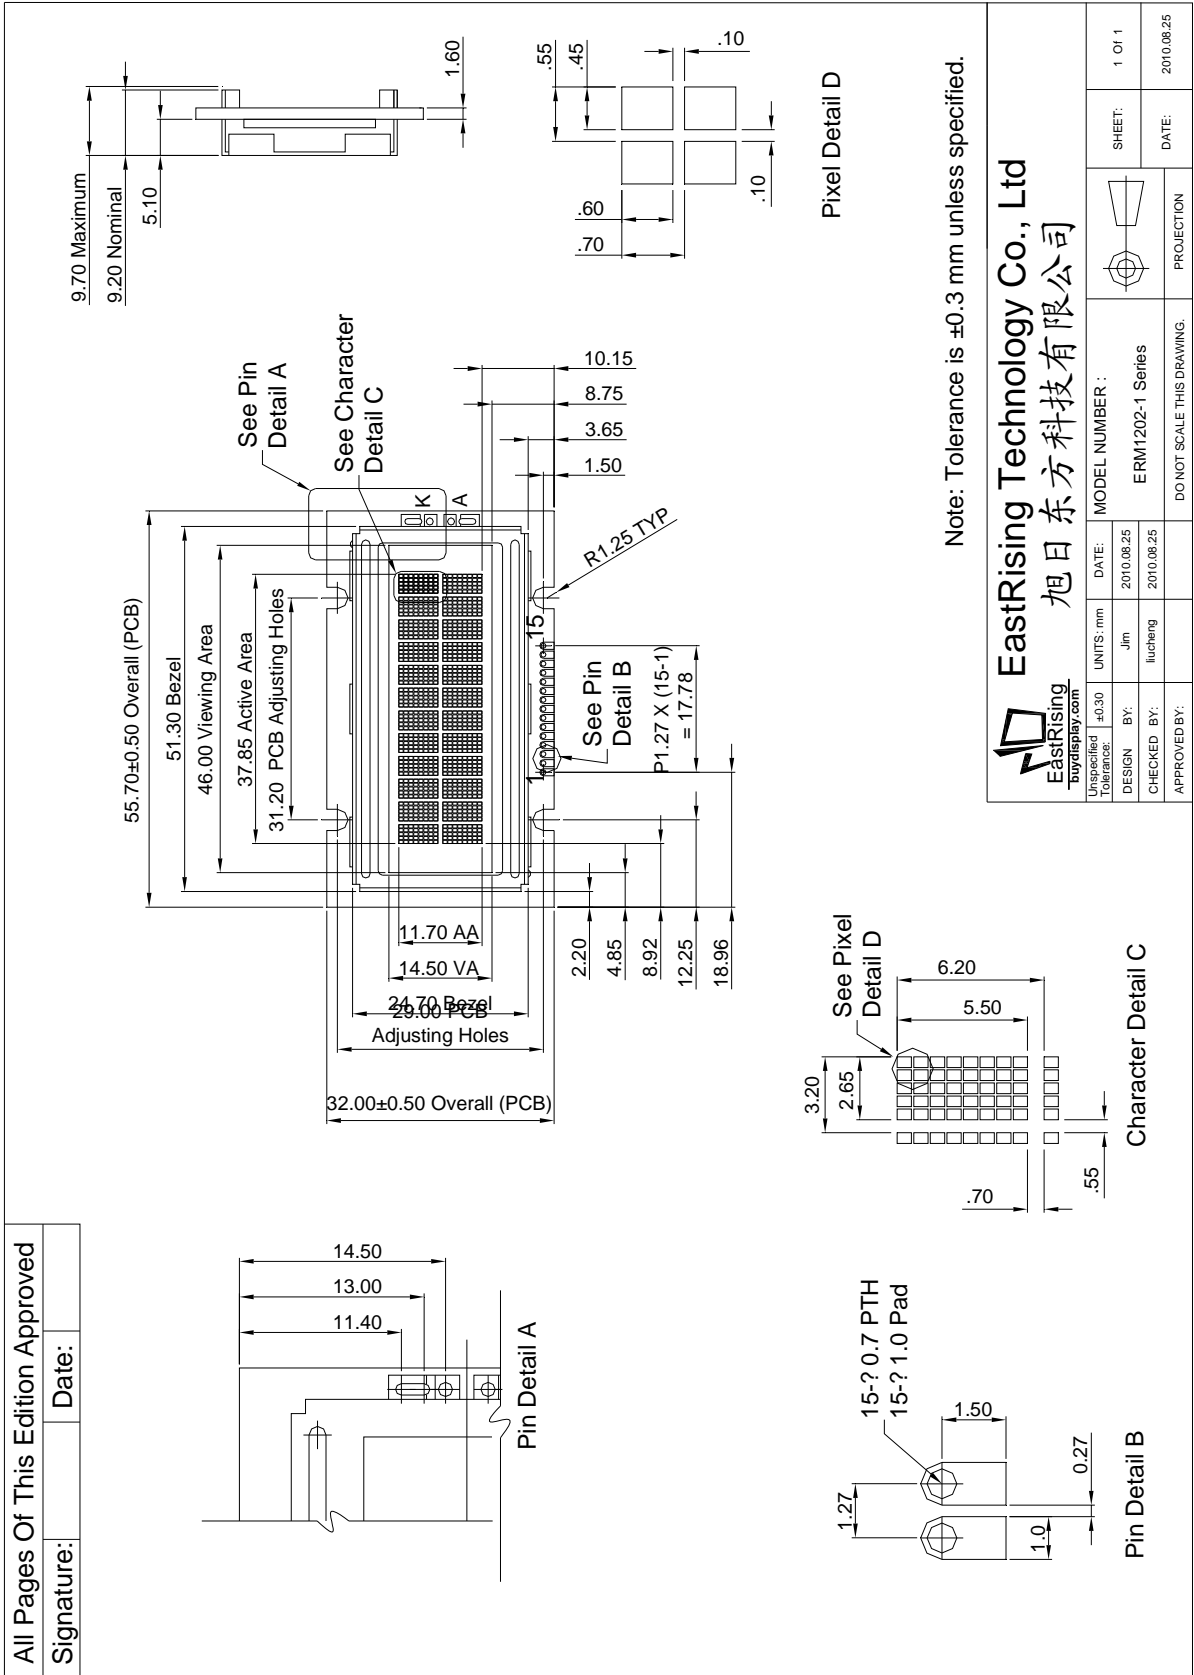 All Pages Of This Edition Approved
Signature:
Date:
9.70 Maximum
9.20 Nominal
5.10
1.60
.55
.45
.10
.60
.70
.10
Pixel Detail D
55.70±0.50 Overall (PCB)
51.30 Bezel
46.00 Viewing Area
37.85 Active Area
31.20 PCB Adjusting Holes
See Pin
Detail A
See Character
Detail C
K
A
10.15
8.75
3.65
1.50
R1.25 TYP
1
15
See Pin
Detail B
P1.27 X (15-1)
= 17.78
11.70 AA
14.50 VA
24.70 Bezel
29.00 PCB
Adjusting Holes
32.00±0.50 Overall (PCB)
2.20
4.85
8.92
12.25
18.96
14.50
13.00
11.40
Pin Detail A
15-? 0.7 PTH
15-? 1.0 Pad
1.50
1.27
1.0
0.27
Pin Detail B
See Pixel
Detail D
6.20
5.50
3.20
2.65
.70
.55
Character Detail C
Note: Tolerance is ±0.3 mm unless specified.
EastRising
buydisplay.com
EastRising Technology Co., Ltd
旭日东方科技有限公司
Unspecified
Tolerance:
±0.30
UNITS: mm
DATE:
MODEL NUMBER :
SHEET:
1 Of 1
DESIGN BY:
Jim
2010.08.25
ERM1202-1 Series
CHECKED BY:
liucheng
2010.08.25
DATE:
2010.08.25
APPROVED BY:
DO NOT SCALE THIS DRAWING.
PROJECTION